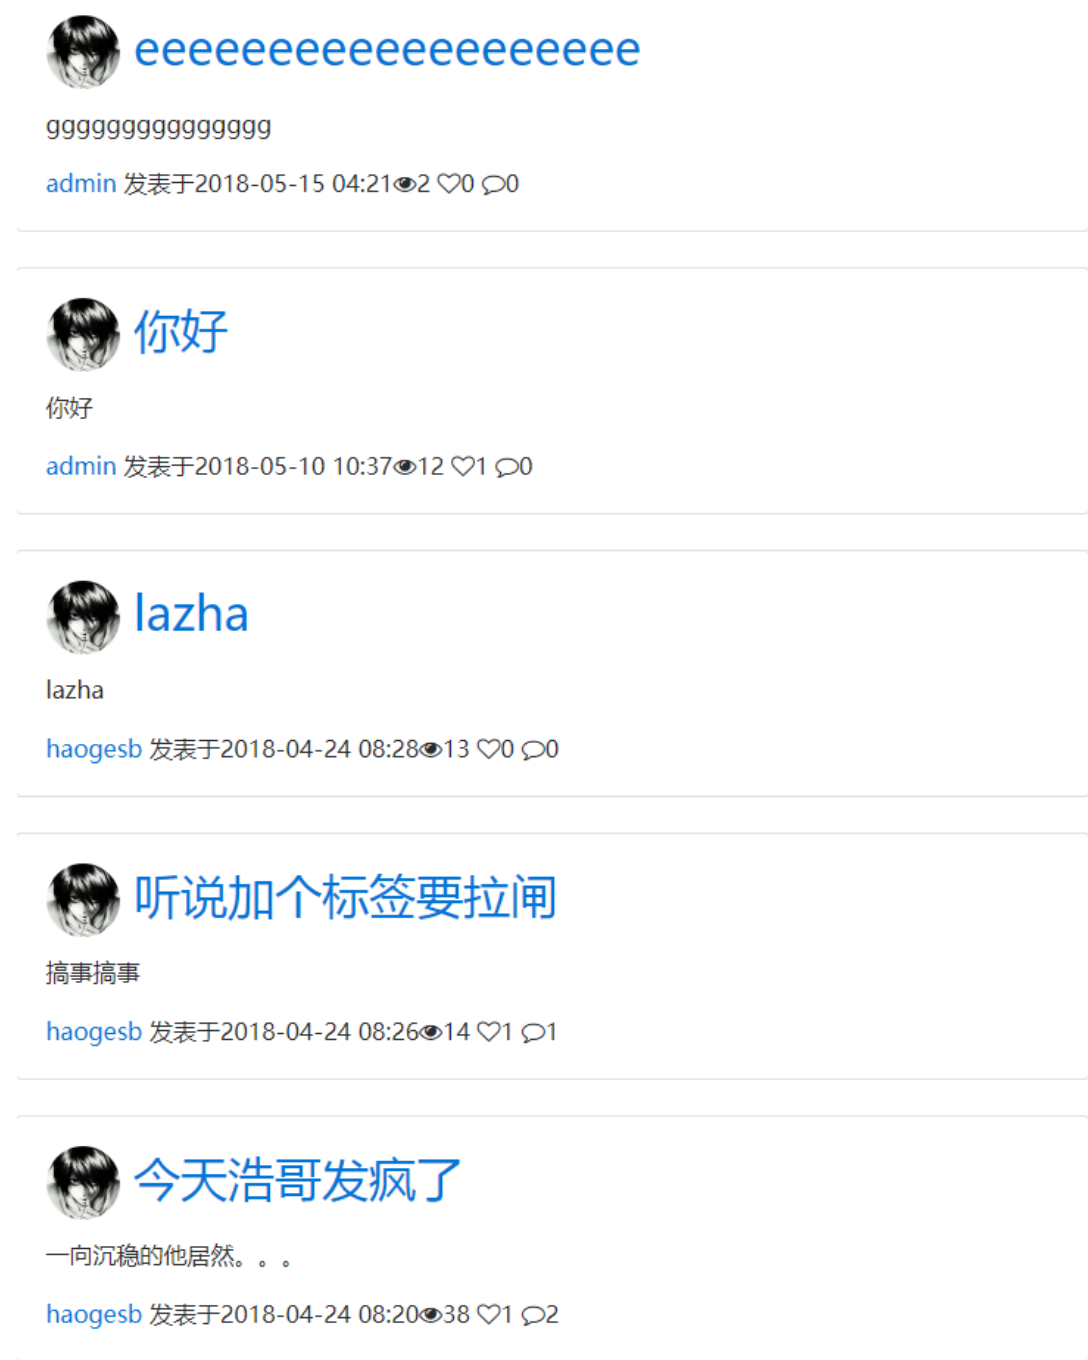 eeeeeeeeeeeeeeeeeee
ggggggggggggggg
admin 发表于2018-05-15 04:21 2 0 0
你好
你好
admin 发表于2018-05-10 10:37 12 1 0
lazha
lazha
haogesb 发表于2018-04-24 08:28 13 0 0
听说加个标签要拉闸
搞事搞事
haogesb 发表于2018-04-24 08:26 14 1 1
今天浩哥发疯了
一向沉稳的他居然。。。
haogesb 发表于2018-04-24 08:20 38 1 2